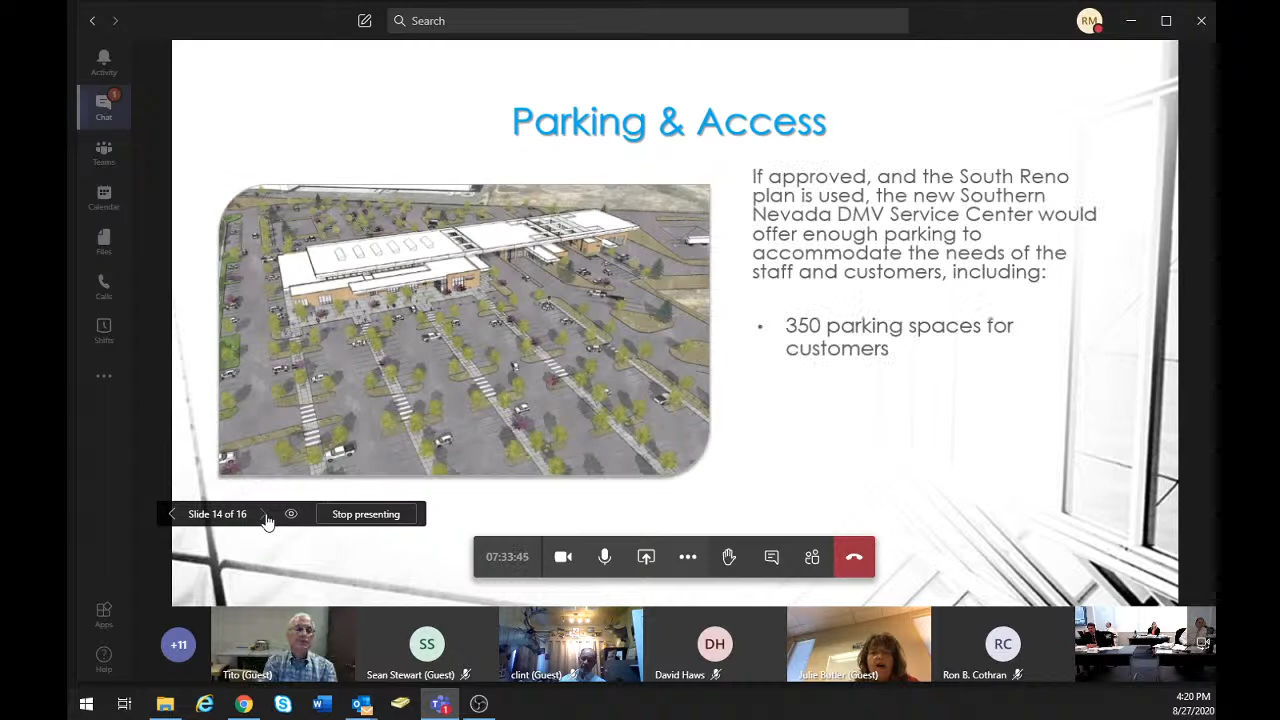 Search
RM
Activity
1
Chat
Teams
Calendar
Files
Calls
Shifts
Apps
Help
Parking & Access
If approved, and the South Reno
plan is used, the new Southern
Nevada DMV Service Center would
offer enough parking to
accommodate the needs of the
staff and customers, including:
• 350 parking spaces for
customers
Slide 14 of 16
Stop presenting
07:33:45
+11
Tito (Guest)
SS
Sean Stewart (Guest)
clint (Guest)
DH
David Haws
Julie Butler (Guest)
RC
Ron B. Cothran
4:20 PM
8/27/2020